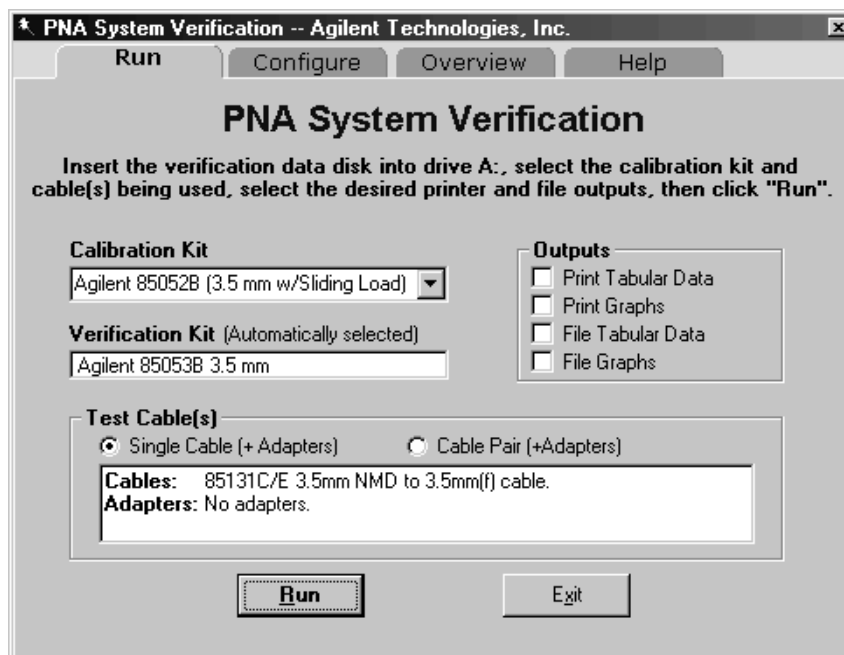 PNA System Verification -- Agilent Technologies, Inc.
Run
Configure
Overview
Help
PNA System Verification
Insert the verification data disk into drive A:, select the calibration kit and
cable(s) being used, select the desired printer and file outputs, then click "Run".
Calibration Kit
Agilent 85052B (3.5 mm w/Sliding Load)
Verification Kit (Automatically selected)
Agilent 85053B 3.5 mm
Outputs
Print Tabular Data
Print Graphs
File Tabular Data
File Graphs
Test Cable(s)
Single Cable (+ Adapters)
Cable Pair (+Adapters)
Cables: 85131C/E 3.5mm NMD to 3.5mm(f) cable.
Adapters: No adapters.
Run
Exit